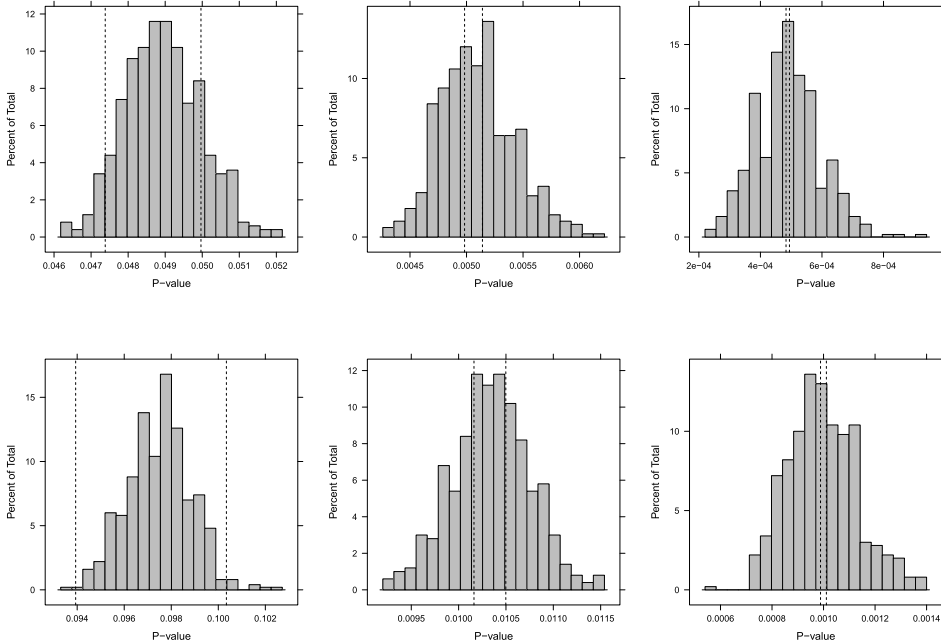 Percent of Total
12
10
8
6
4
2
0
0.046 0.047 0.048 0.049 0.050 0.051 0.052
P−value
Percent of Total
10
5
0
0.0045 0.0050 0.0055 0.0060
P−value
Percent of Total
15
10
5
0
2e−04 4e−04 6e−04 8e−04
P−value
Percent of Total
15
10
5
0
0.094 0.096 0.098 0.100 0.102
P−value
Percent of Total
12
10
8
6
4
2
0
0.0095 0.0100 0.0105 0.0110 0.0115
P−value
Percent of Total
10
5
0
0.0006 0.0008 0.0010 0.0012 0.0014
P−value